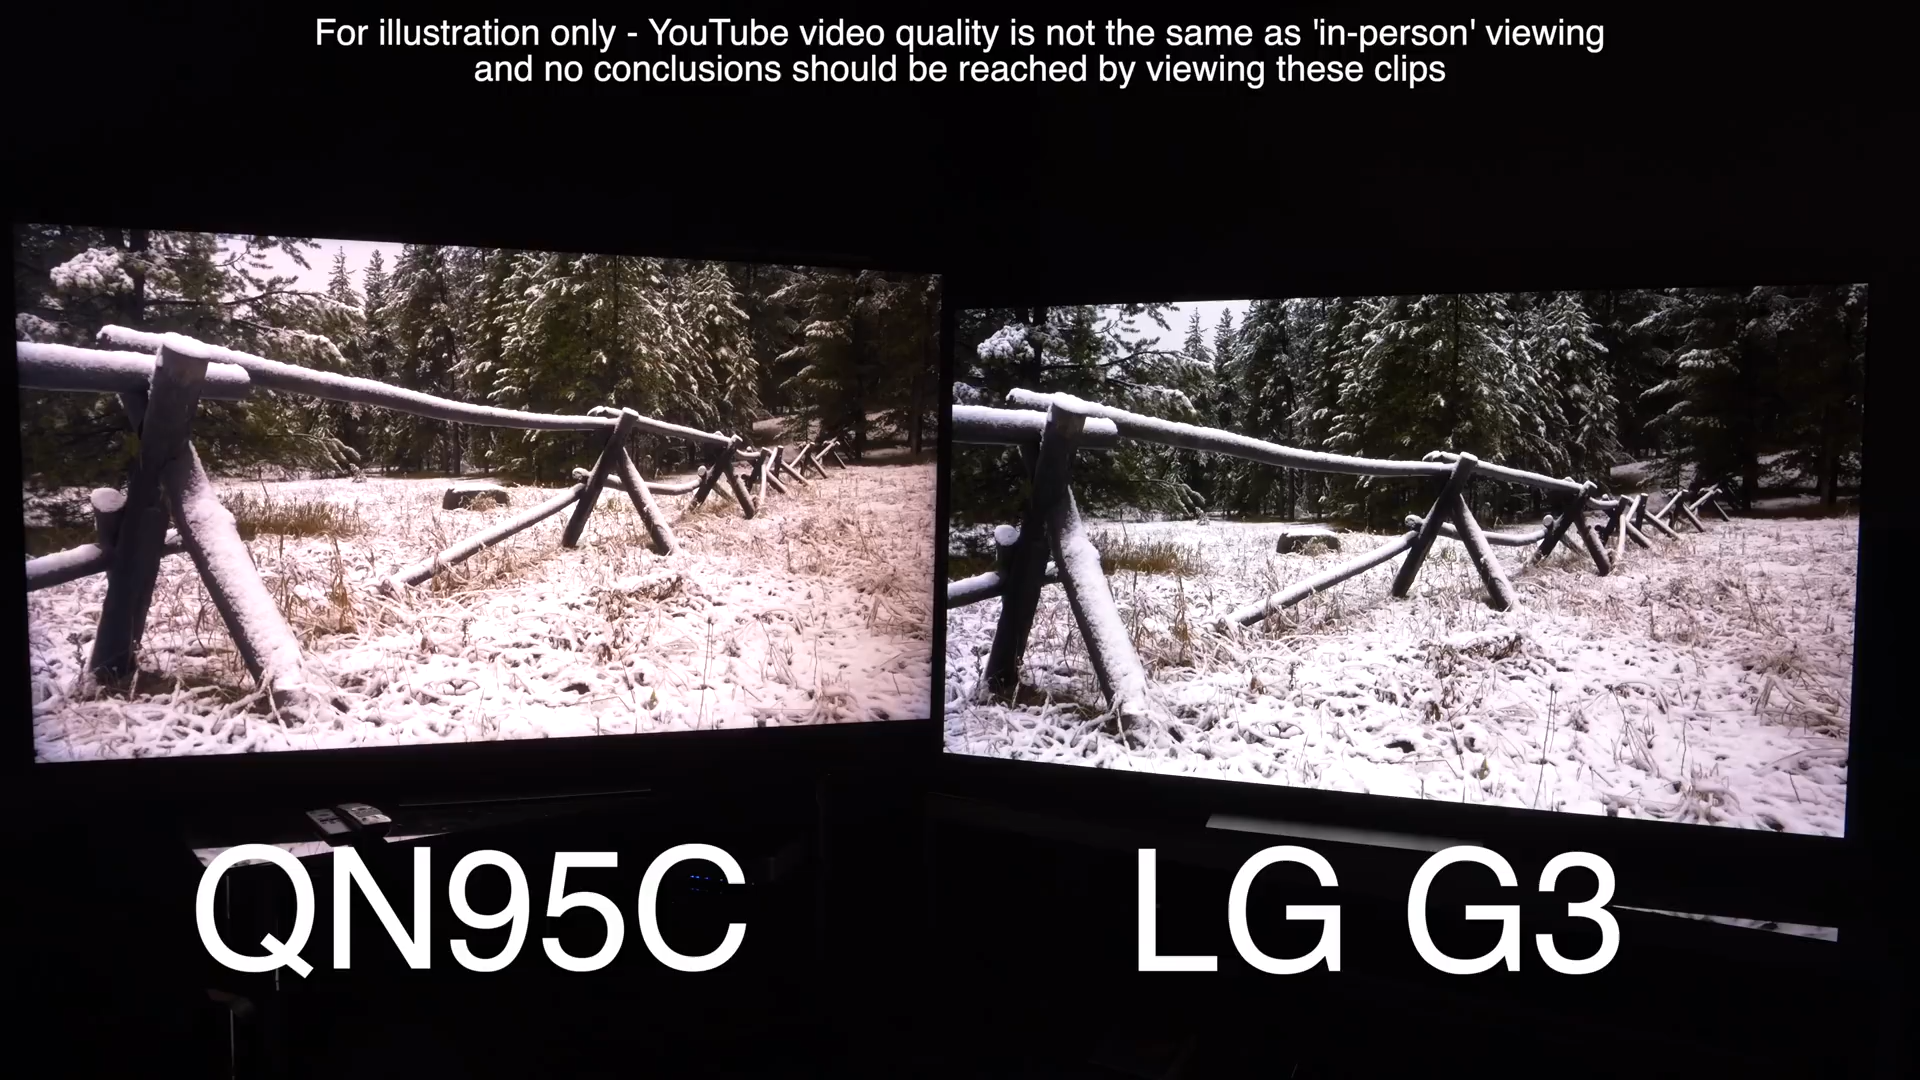 For illustration only - YouTube video quality is not the same as 'in-person' viewing
and no conclusions should be reached by viewing these clips
QN95C
LG G3